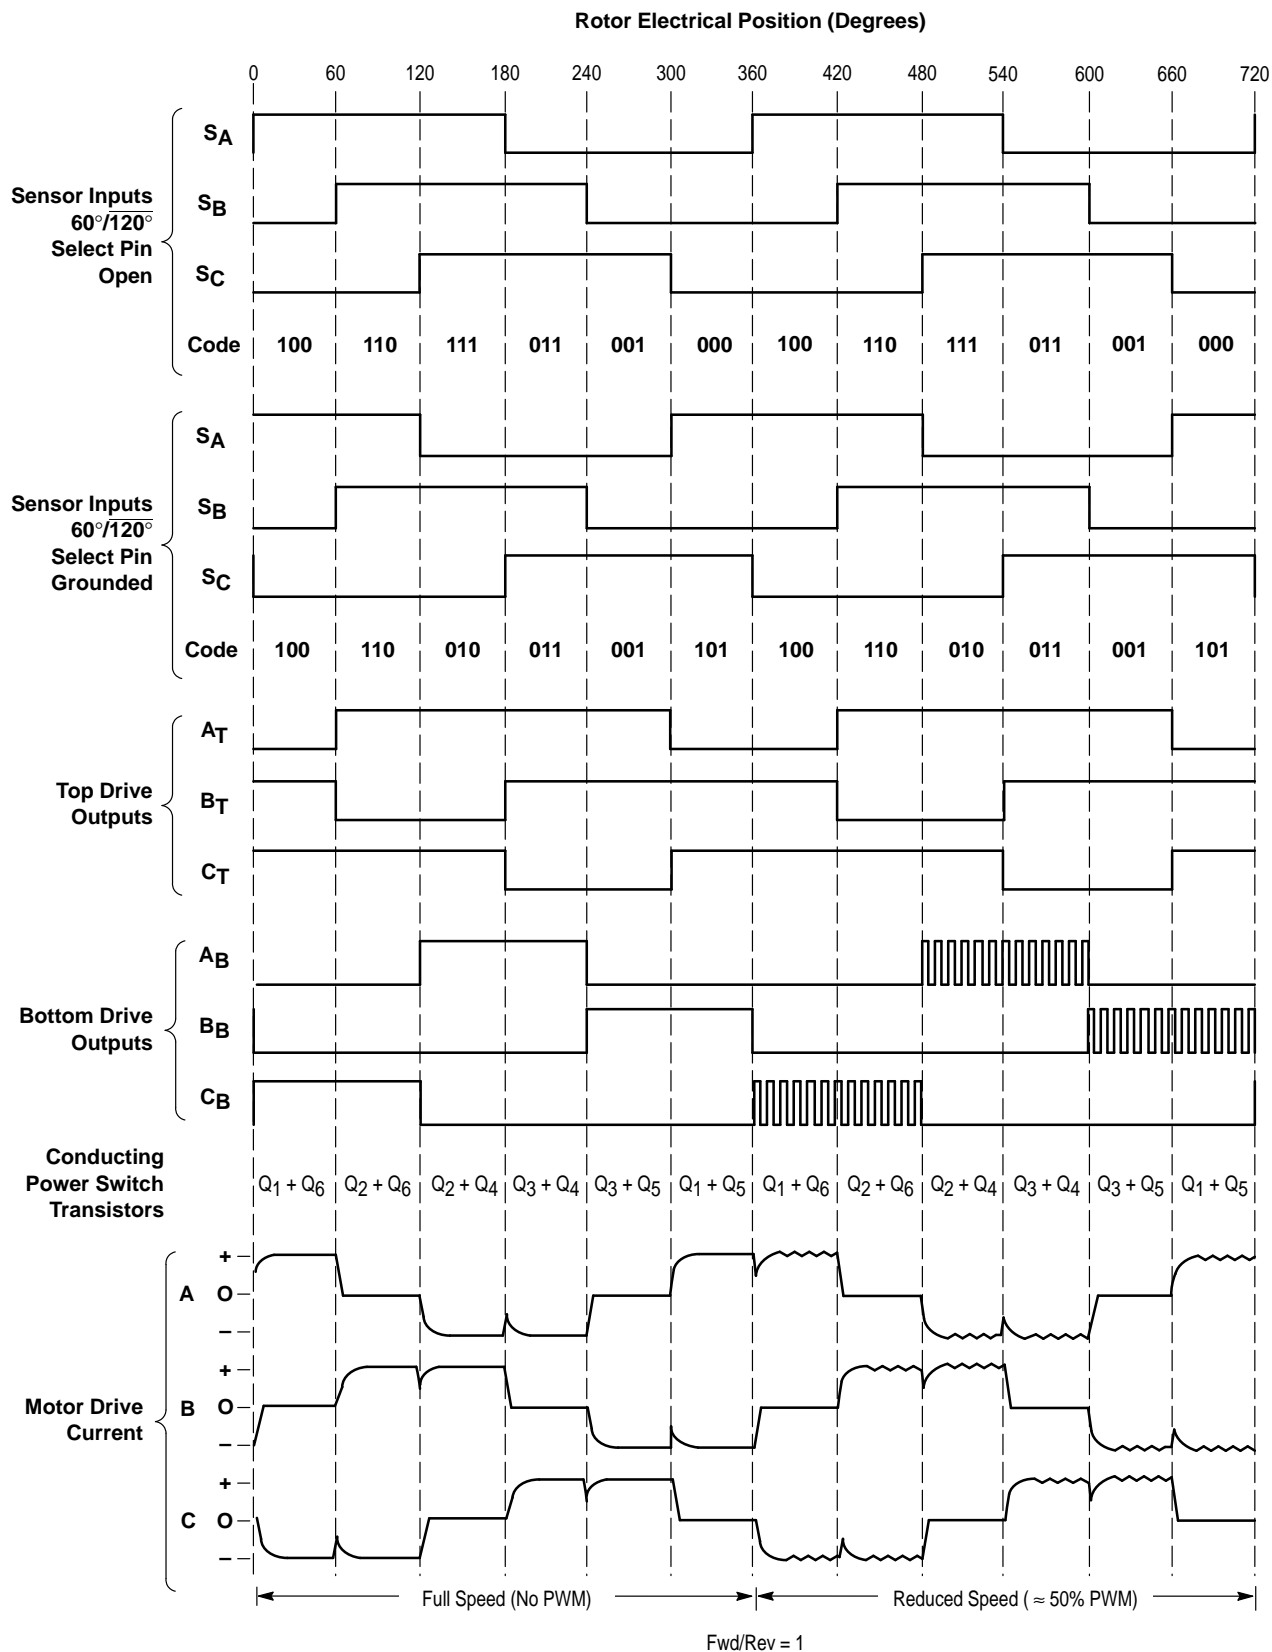 Rotor Electrical Position (Degrees)
0 60 120 180 240 300 360 420 480 540 600 660 720
SA
Sensor Inputs
60°/120°
Select Pin
Open
SB
SC
Code 100 110 111 011 001 000 100 110 111 011 001 000
SA
Sensor Inputs
60°/120°
Select Pin
Grounded
SB
SC
Code 100 110 010 011 001 101 100 110 010 011 001 101
AT
Top Drive
Outputs
BT
CT
AB
Bottom Drive
Outputs
BB
CB
Conducting
Power Switch
Transistors
Q1 + Q6 Q2 + Q6 Q2 + Q4 Q3 + Q4 Q3 + Q5 Q1 + Q5 Q1 + Q6 Q2 + Q6 Q2 + Q4 Q3 + Q4 Q3 + Q5 Q1 + Q5
+
A O
–
+
Motor Drive
Current
B O
–
+
C O
–
Full Speed (No PWM) Reduced Speed ( ≈ 50% PWM)
Fwd/Rev = 1